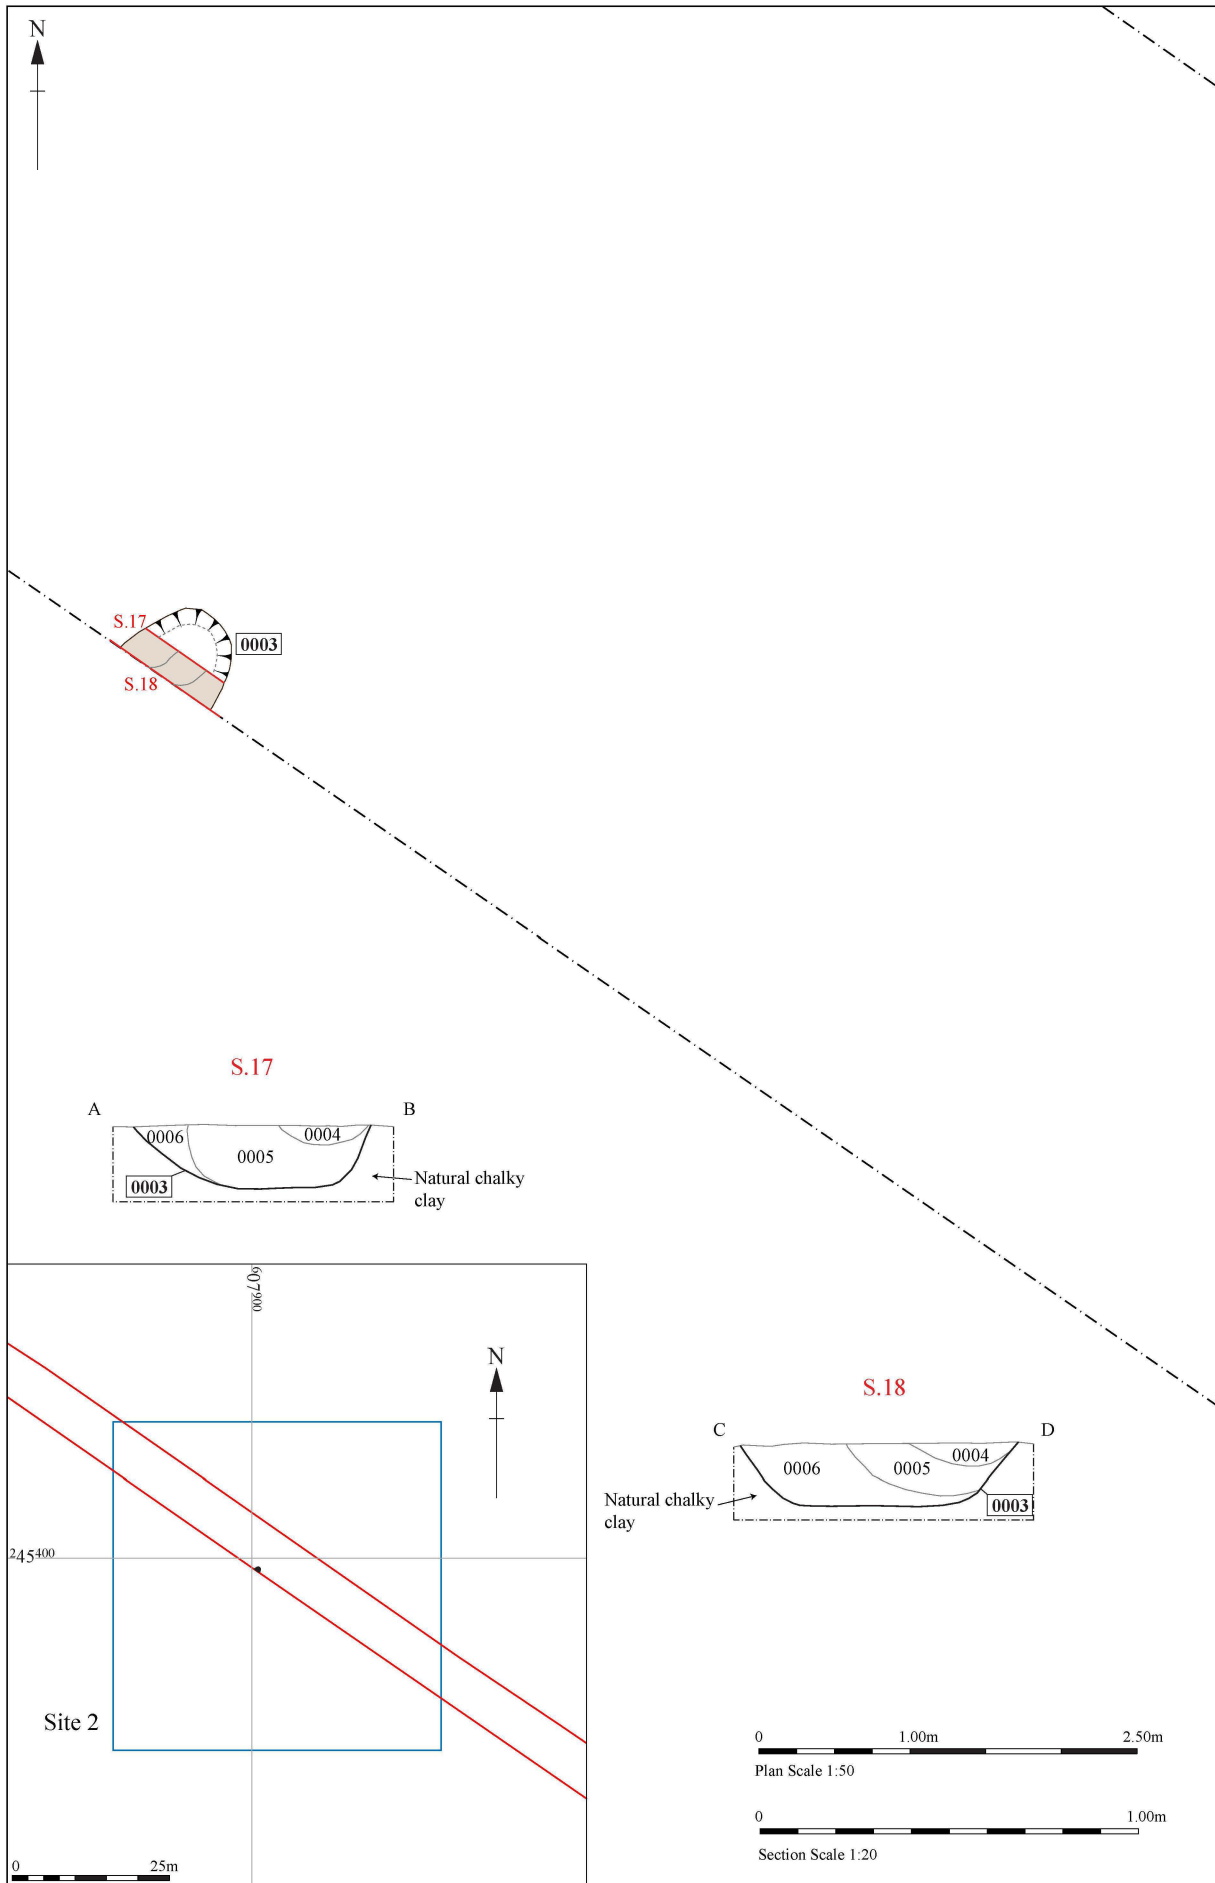 N
S.17
0003
S.18
S.17
A
B
0006
0004
0005
0003
Natural chalky
clay
607900
N
245400
Site 2
0
25m
S.18
C
D
0006
0005
0004
Natural chalky
clay
0003
0
1.00m
2.50m
Plan Scale 1:50
0
1.00m
Section Scale 1:20